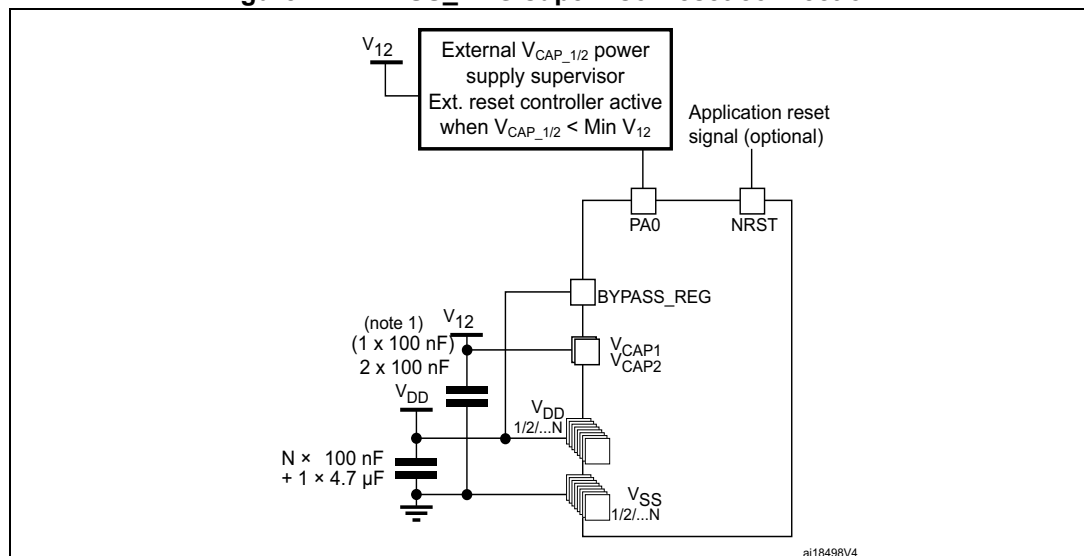 V12
External VCAP_1/2 power
supply supervisor
Ext. reset controller active
when VCAP_1/2 < Min V12
Application reset
signal (optional)
PA0
NRST
BYPASS_REG
(note 1)
V12
(1 x 100 nF)
2 x 100 nF
VCAP1
VCAP2
VDD
VDD
1/2/...N
N × 100 nF
+ 1 × 4.7 µF
VSS
1/2/...N
ai18498V4